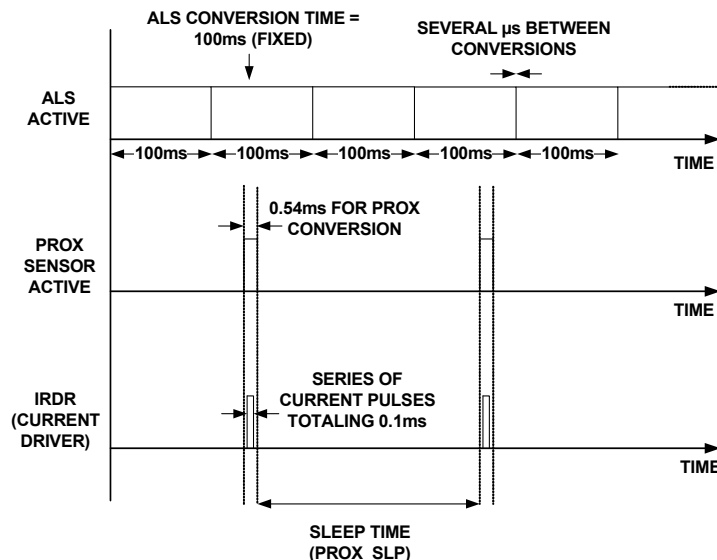 ALS CONVERSION TIME =
100ms (FIXED)
SEVERAL µs BETWEEN
CONVERSIONS
ALS
ACTIVE
100ms
100ms
100ms
100ms
100ms
TIME
0.54ms FOR PROX
CONVERSION
PROX
SENSOR
ACTIVE
TIME
SERIES OF
CURRENT PULSES
TOTALING 0.1ms
IRDR
(CURRENT
DRIVER)
TIME
SLEEP TIME
(PROX_SLP)